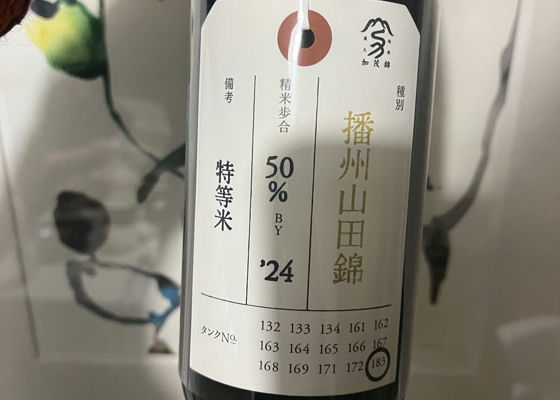 加茂錦
種別
播州山田錦
精米歩合
50
%
BY
'24
備考
特等米
タンクNo.
132 133 134 161 162
163 164 165 166 167
168 169 171 172 183